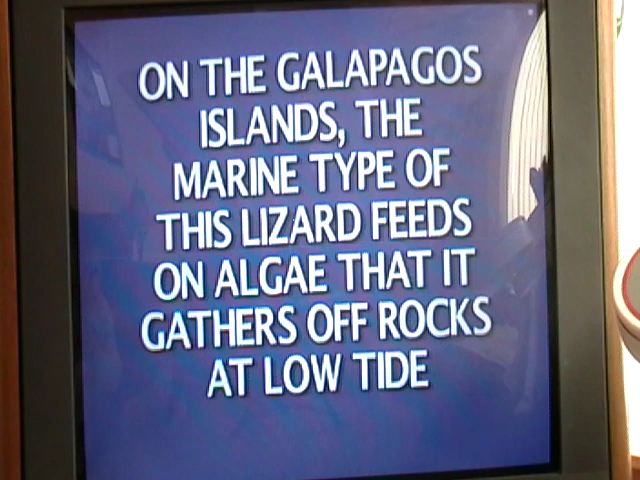 ON THE GALAPAGOS
ISLANDS, THE
MARINE TYPE OF
THIS LIZARD FEEDS
ON ALGAE THAT IT
GATHERS OFF ROCKS
AT LOW TIDE